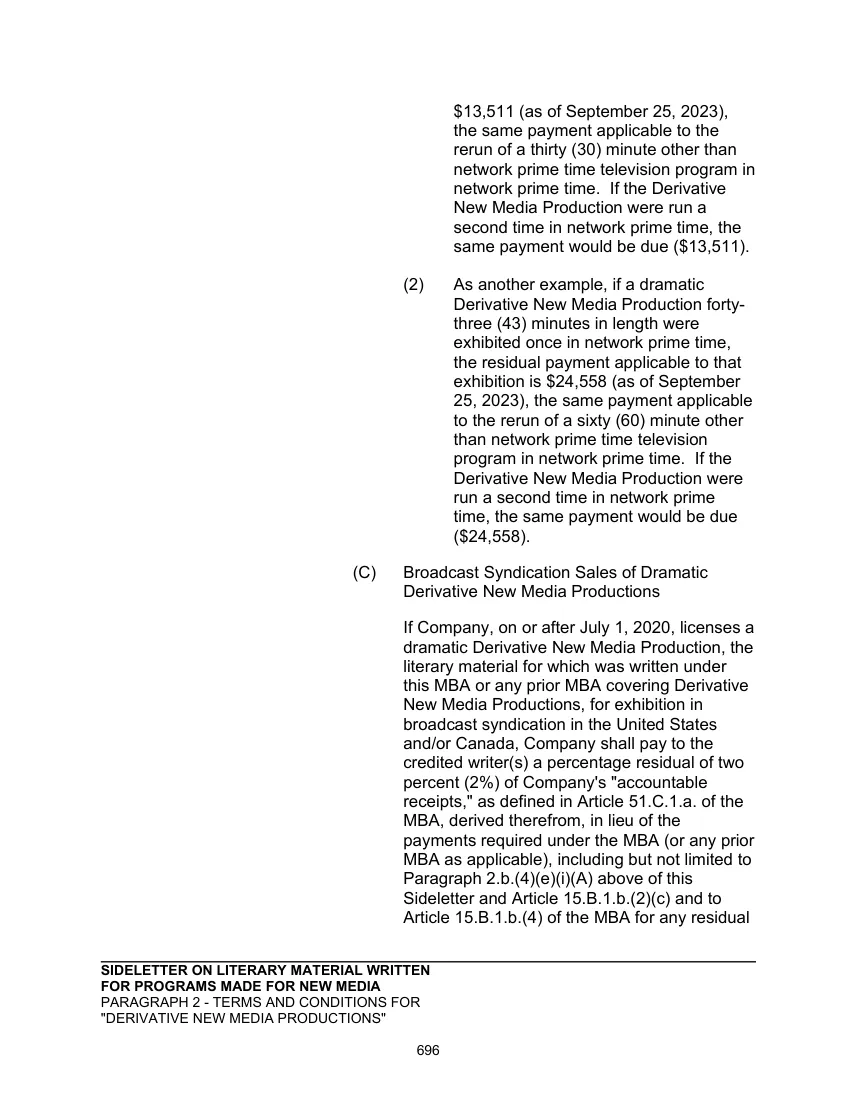 $13,511 (as of September 25, 2023),
the same payment applicable to the
rerun of a thirty (30) minute other than
network prime time television program in
network prime time.  If the Derivative
New Media Production were run a
second time in network prime time, the
same payment would be due ($13,511).
(2) As another example, if a dramatic
Derivative New Media Production forty-
three (43) minutes in length were
exhibited once in network prime time,
the residual payment applicable to that
exhibition is $24,558 (as of September
25, 2023), the same payment applicable
to the rerun of a sixty (60) minute other
than network prime time television
program in network prime time.  If the
Derivative New Media Production were
run a second time in network prime
time, the same payment would be due
($24,558).
(C) Broadcast Syndication Sales of Dramatic
Derivative New Media Productions
If Company, on or after July 1, 2020, licenses a
dramatic Derivative New Media Production, the
literary material for which was written under
this MBA or any prior MBA covering Derivative
New Media Productions, for exhibition in
broadcast syndication in the United States
and/or Canada, Company shall pay to the
credited writer(s) a percentage residual of two
percent (2%) of Company's "accountable
receipts," as defined in Article 51.C.1.a. of the
MBA, derived therefrom, in lieu of the
payments required under the MBA (or any prior
MBA as applicable), including but not limited to
Paragraph 2.b.(4)(e)(i)(A) above of this
Sideletter and Article 15.B.1.b.(2)(c) and to
Article 15.B.1.b.(4) of the MBA for any residual
SIDELETTER ON LITERARY MATERIAL WRITTEN
FOR PROGRAMS MADE FOR NEW MEDIA
PARAGRAPH 2 - TERMS AND CONDITIONS FOR
"DERIVATIVE NEW MEDIA PRODUCTIONS"
696